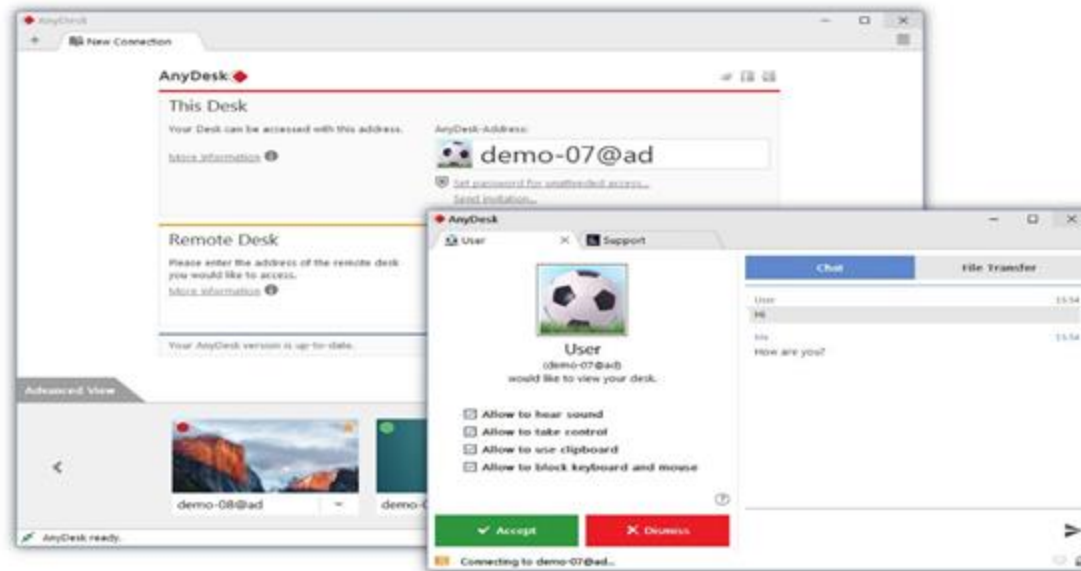 AnyDesk
New Connection
AnyDesk
This Desk
Your Desk can be accessed with this address.
More information
AnyDesk-Address:
demo-07@ad
Set password for unattended access...
Send invitation...
Remote Desk
Please enter the address of the remote desk
you would like to access.
More information
Your AnyDesk version is up-to-date.
Advanced View
demo-08@ad
AnyDesk ready.
AnyDesk
User
Support
User
(demo-07@ad)
would like to view your desk.
Allow to hear sound
Allow to take control
Allow to use clipboard
Allow to block keyboard and mouse
Accept
Dismiss
Connecting to demo-07@ad...
Chat
File Transfer
User 15:54
Hi
15:54
How are you?